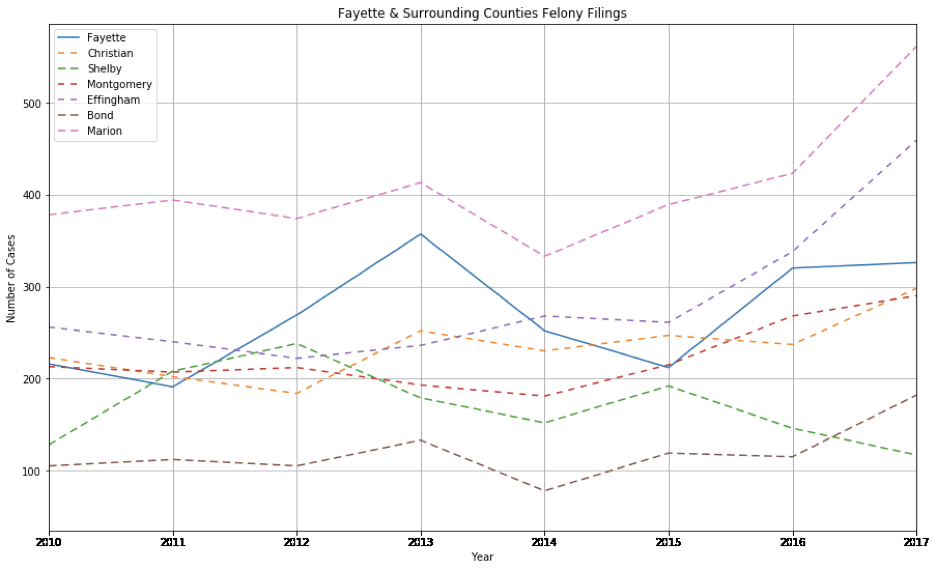 Fayette & Surrounding Counties Felony Filings
Fayette
Christian
Shelby
Montgomery
Effingham
Bond
Marion
Number of Cases
500
400
300
200
100
2010 2011 2012 2013 2014 2015 2016 2017
Year